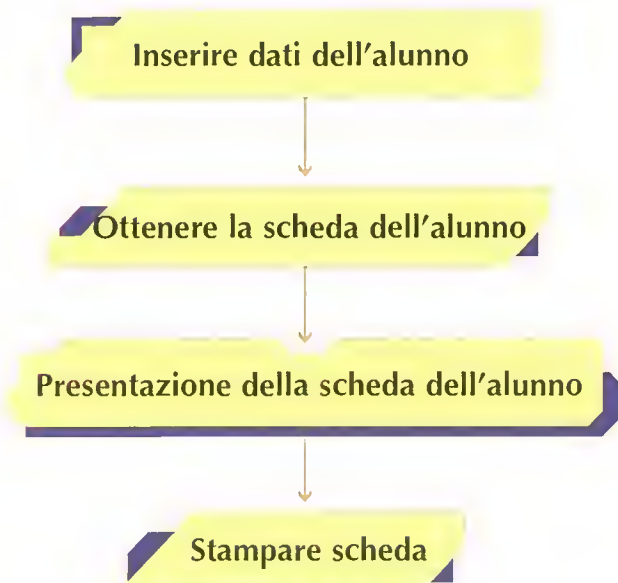 Inserire dati dell'alunno
Ottenere la scheda dell'alunno
Presentazione della scheda dell'alunno
Stampare scheda